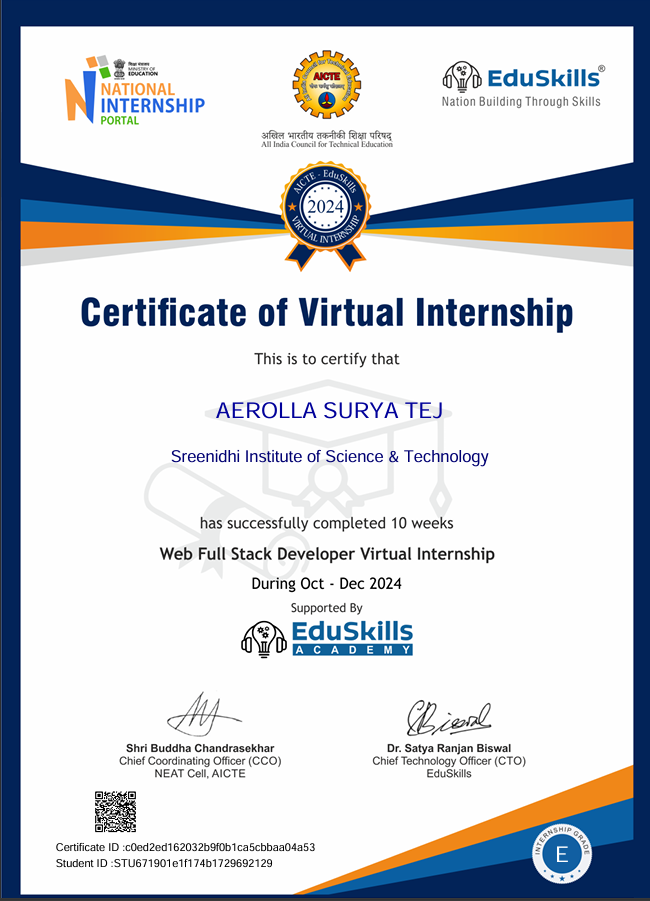 शिक्षा मंत्रालय
MINISTRY OF
EDUCATION
NATIONAL
INTERNSHIP
PORTAL
AICTE
अखिल भारतीय तकनीकी शिक्षा परिषद्
All India Council for Technical Education
EduSkills®
Nation Building Through Skills
AICTE - EduSkills
2024
VIRTUAL INTERNSHIP
Certificate of Virtual Internship
This is to certify that
AEROLLA SURYA TEJ
Sreenidhi Institute of Science & Technology
has successfully completed 10 weeks
Web Full Stack Developer Virtual Internship
During Oct - Dec 2024
Supported By
EduSkills
ACADEMY
Shri Buddha Chandrasekhar
Chief Coordinating Officer (CCO)
NEAT Cell, AICTE
Dr. Satya Ranjan Biswal
Chief Technology Officer (CTO)
EduSkills
Certificate ID :c0ed2ed162032b9f0b1ca5cbbaa04a53
Student ID :STU671901e1f174b1729692129
INTERNSHIP GRADE
E